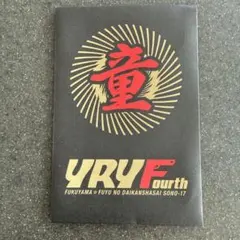 童
YRYFourth
FUKUYAMA☆FUYU NO DAIKANSHASAI SONO-17